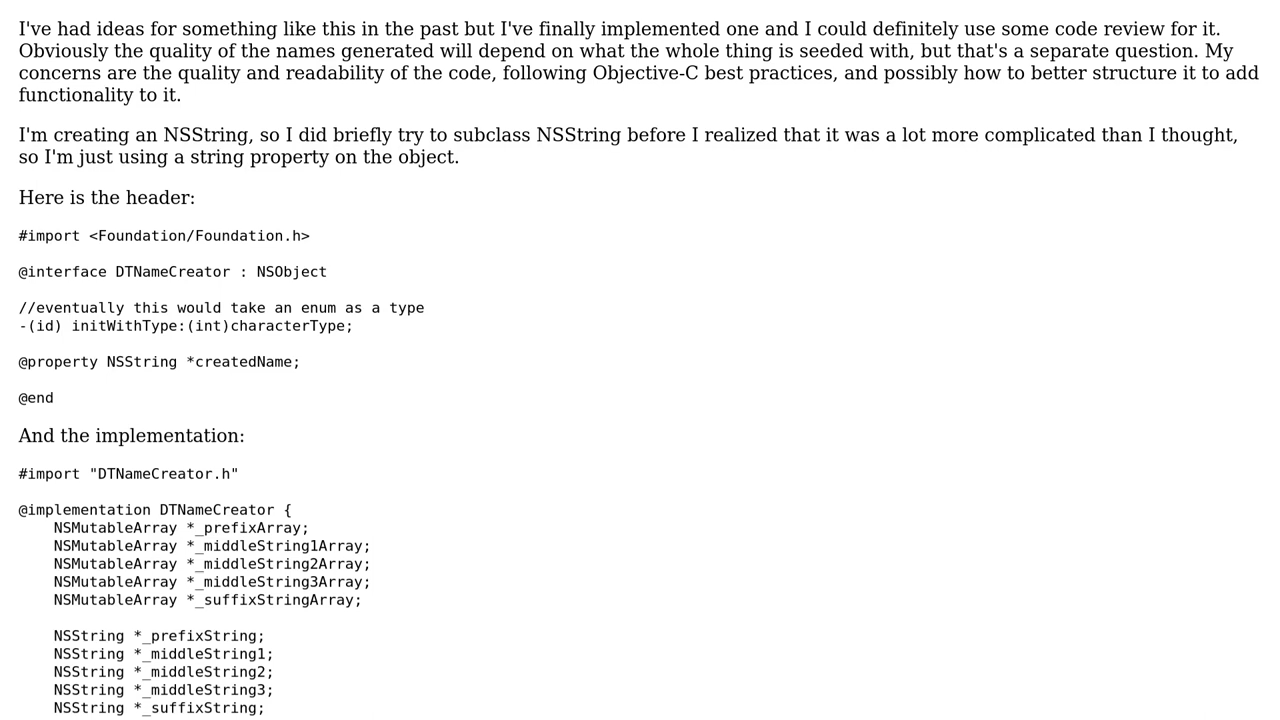 I've had ideas for something like this in the past but I've finally implemented one and I could definitely use some code review for it.
Obviously the quality of the names generated will depend on what the whole thing is seeded with, but that's a separate question. My
concerns are the quality and readability of the code, following Objective-C best practices, and possibly how to better structure it to add
functionality to it.
I'm creating an NSString, so I did briefly try to subclass NSString before I realized that it was a lot more complicated than I thought,
so I'm just using a string property on the object.
Here is the header:
#import <Foundation/Foundation.h>
@interface DTNameCreator : NSObject
//eventually this would take an enum as a type
-(id) initWithType:(int)characterType;
@property NSString *createdName;
@end
And the implementation:
#import "DTNameCreator.h"
@implementation DTNameCreator {
    NSMutableArray *_prefixArray;
    NSMutableArray *_middleString1Array;
    NSMutableArray *_middleString2Array;
    NSMutableArray *_middleString3Array;
    NSMutableArray *_suffixStringArray;
    NSString *_prefixString;
    NSString *_middleString1;
    NSString *_middleString2;
    NSString *_middleString3;
    NSString *_suffixString;